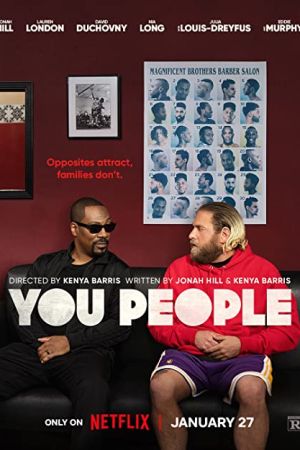 JONAH LAUREN DAVID NIA JULIA EDDIE
HILL LONDON DUCHOVNY LONG LOUIS-DREYFUS MURPHY
MAGNIFICENT BROTHERS BARBER SALON
Opposites attract,
families don't.
DIRECTED BY KENYA BARRIS WRITTEN BY JONAH HILL & KENYA BARRIS
YOU PEOPLE
ONLY ON NETFLIX JANUARY 27
R